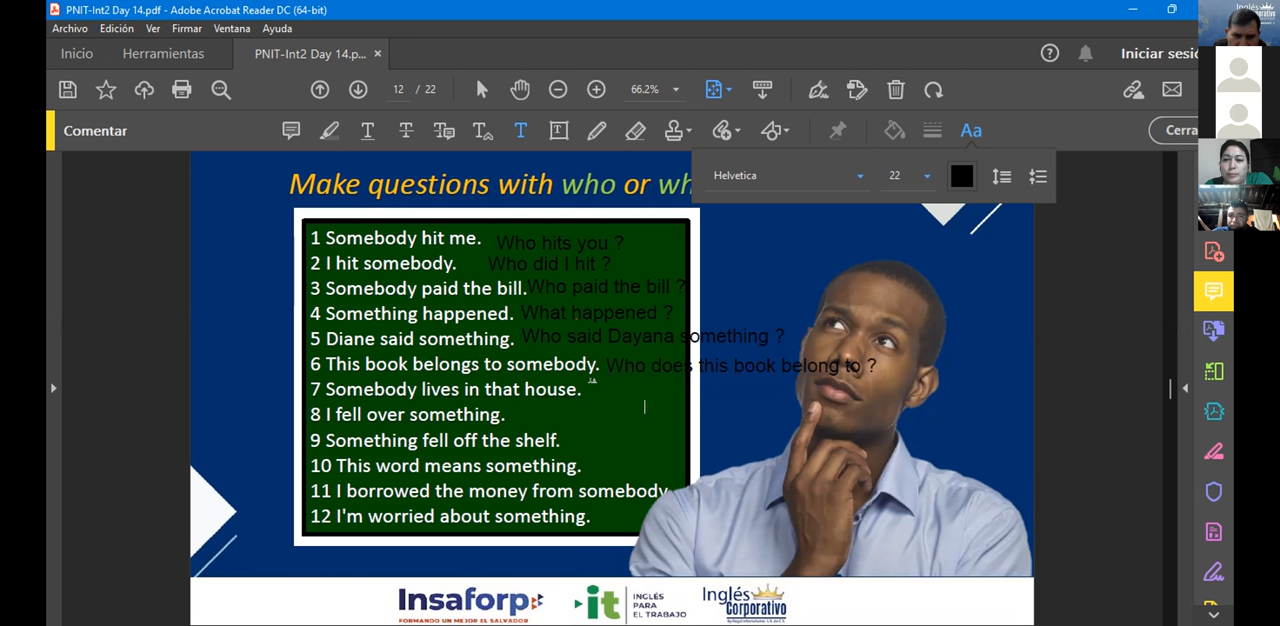 PNIT-Int2 Day 14.pdf - Adobe Acrobat Reader DC (64-bit)
Archivo Edición Ver Firmar Ventana Ayuda
Inicio Herramientas PNIT-Int2 Day 14.p... × Iniciar sesi
12 / 22 66.2%
Comentar Aa Cerra
Helvetica 22
Make questions with who or wh
1 Somebody hit me. Who hits you ?
2 I hit somebody. Who did I hit ?
3 Somebody paid the bill. Who paid the bill ?
4 Something happened. What happened ?
5 Diane said something. Who said Dayana something ?
6 This book belongs to somebody. Who does this book belong to ?
7 Somebody lives in that house.
8 I fell over something.
9 Something fell off the shelf.
10 This word means something.
11 I borrowed the money from somebody
12 I'm worried about something.
Insaforp
FORMANDO UN MEJOR EL SALVADOR
it INGLÉS PARA EL TRABAJO
Inglés Corporativo
Inglés
Corporativo